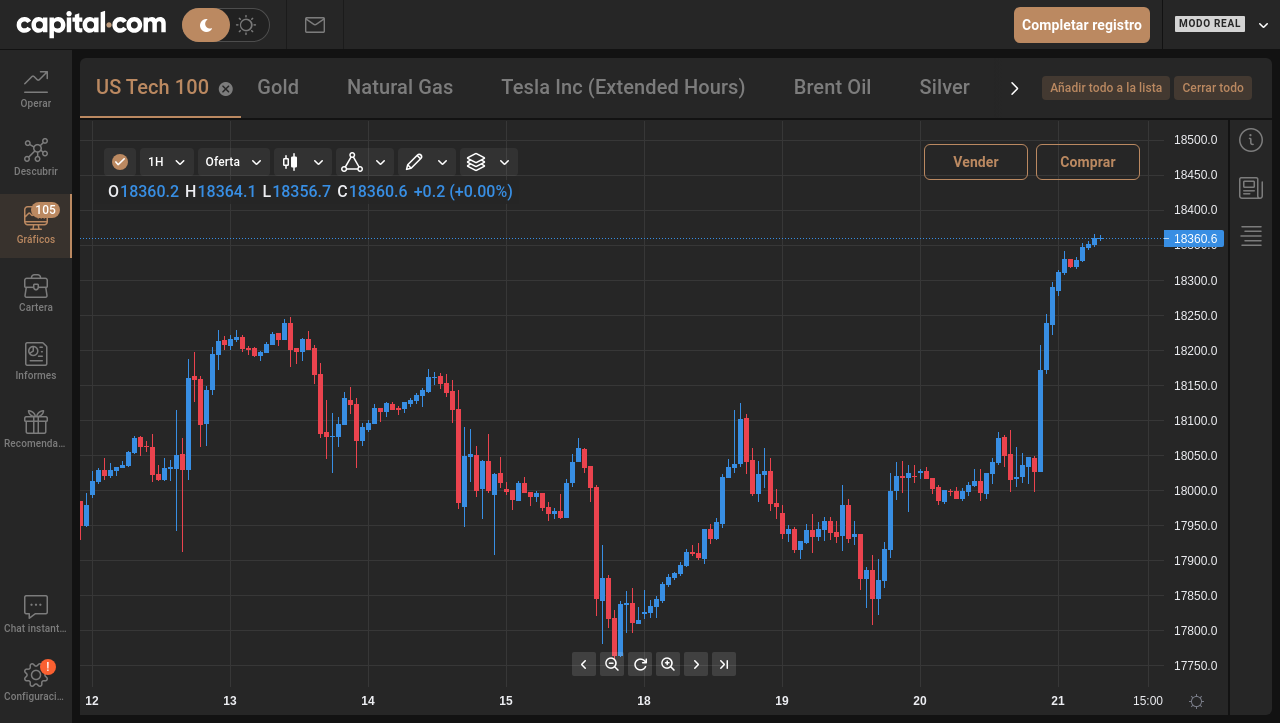 capital.com
Completar registro
MODO REAL
Operar
Descubrir
105
Gráficos
Cartera
Informes
Recomenda...
Chat instant...
!
Configuraci...
US Tech 100
Gold
Natural Gas
Tesla Inc (Extended Hours)
Brent Oil
Silver
Añadir todo a la lista
Cerrar todo
1H
Oferta
Vender
Comprar
O18360.2 H18364.1 L18356.7 C18360.6 +0.2 (+0.00%)
18500.0
18450.0
18400.0
18360.6
18300.0
18250.0
18200.0
18150.0
18100.0
18050.0
18000.0
17950.0
17900.0
17850.0
17800.0
17750.0
12 13 14 15 18 19 20 21 15:00